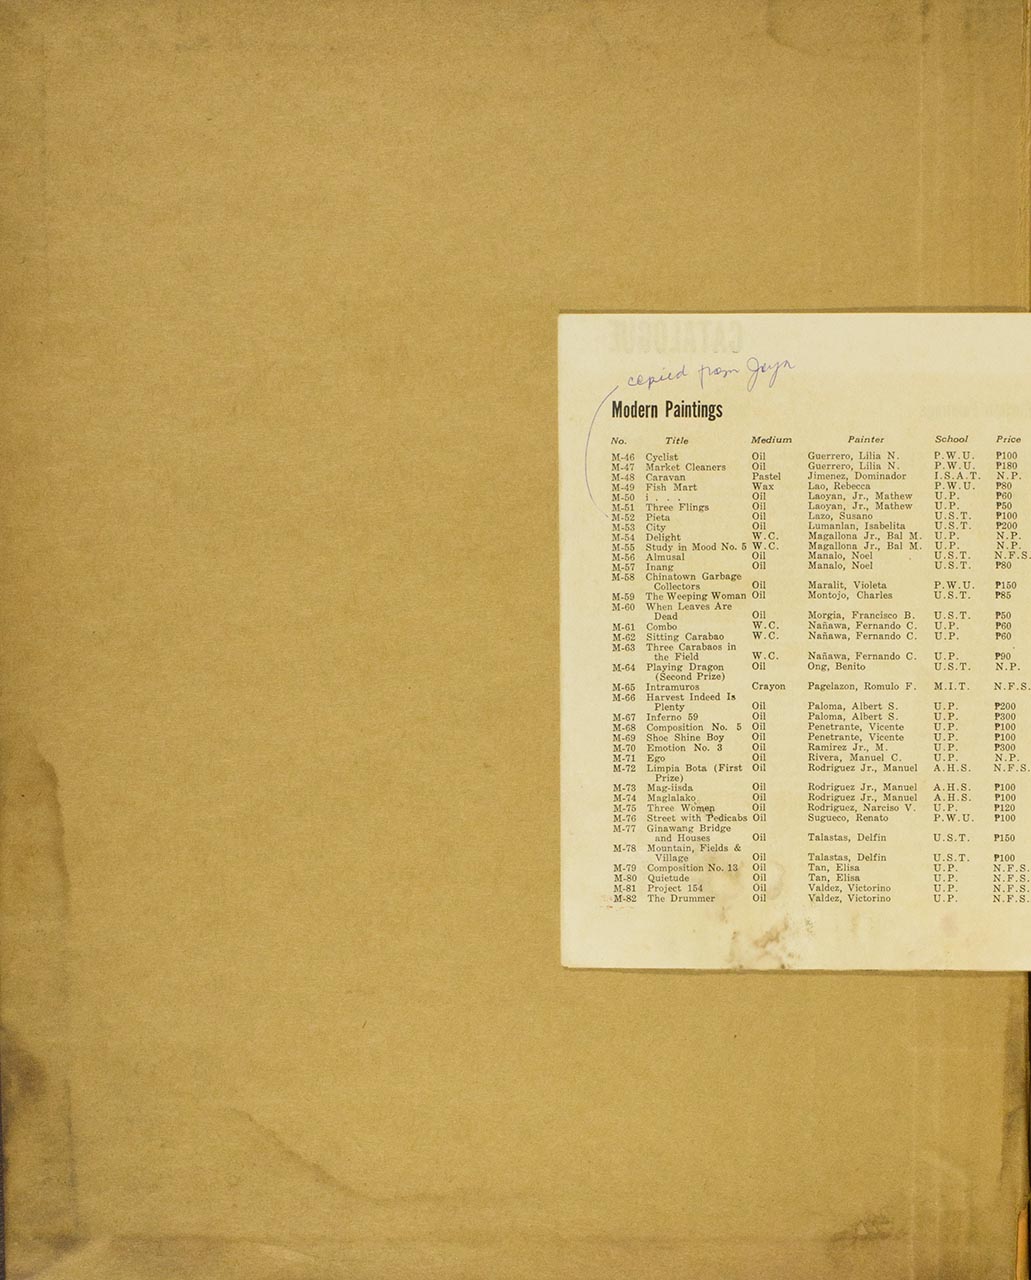 CATALOGUE
copied from Joya
Modern Paintings
No. Title Medium Painter School Price
M-46 Cyclist Oil Guerrero, Lilia N. P.W.U. ₱100
M-47 Market Cleaners Oil Guerrero, Lilia N. P.W.U. ₱180
M-48 Caravan Pastel Jimenez, Dominador I.S.A.T. N.P.
M-49 Fish Mart Wax Lao, Rebecca P.W.U. ₱80
M-50 i . . . Oil Laoyan, Jr., Mathew U.P. ₱60
M-51 Three Flings Oil Laoyan, Jr., Mathew U.P. ₱50
M-52 Pieta Oil Lazo, Susano U.S.T. ₱100
M-53 City Oil Lumanlan, Isabelita U.S.T. ₱200
M-54 Delight W.C. Magallona Jr., Bal M. U.P. N.P.
M-55 Study in Mood No. 5 W.C. Magallona Jr., Bal M. U.P. N.P.
M-56 Almusal Oil Manalo, Noel U.S.T. N.F.S.
M-57 Inang Oil Manalo, Noel U.S.T. ₱80
M-58 Chinatown Garbage
Collectors Oil Maralit, Violeta P.W.U. ₱150
M-59 The Weeping Woman Oil Montojo, Charles U.S.T. ₱85
M-60 When Leaves Are
Dead Oil Morgia, Francisco B. U.S.T. ₱50
M-61 Combo W.C. Nañawa, Fernando C. U.P. ₱60
M-62 Sitting Carabao W.C. Nañawa, Fernando C. U.P. ₱60
M-63 Three Carabaos in
the Field W.C. Nañawa, Fernando C. U.P. ₱90
M-64 Playing Dragon Oil Ong, Benito U.S.T. N.P.
(Second Prize)
M-65 Intramuros Crayon Pagelazon, Romulo F. M.I.T. N.F.S.
M-66 Harvest Indeed Is
Plenty Oil Paloma, Albert S. U.P. ₱200
M-67 Inferno 59 Oil Paloma, Albert S. U.P. ₱300
M-68 Composition No. 5 Oil Penetrante, Vicente U.P. ₱100
M-69 Shoe Shine Boy Oil Penetrante, Vicente U.P. ₱100
M-70 Emotion No. 3 Oil Ramirez Jr., M. U.P. ₱300
M-71 Ego Oil Rivera, Manuel C. U.P. N.P.
M-72 Limpia Bota (First Oil Rodriguez Jr., Manuel A.H.S. N.F.S.
Prize)
M-73 Mag-iisda Oil Rodriguez Jr., Manuel A.H.S. ₱100
M-74 Maglalako Oil Rodriguez Jr., Manuel A.H.S. ₱100
M-75 Three Women Oil Rodriguez, Narciso V. U.P. ₱120
M-76 Street with Pedicabs Oil Sugueco, Renato P.W.U. ₱100
M-77 Ginawang Bridge
and Houses Oil Talastas, Delfin U.S.T. ₱150
M-78 Mountain, Fields &
Village Oil Talastas, Delfin U.S.T. ₱100
M-79 Composition No. 13 Oil Tan, Elisa U.P. N.F.S.
M-80 Quietude Oil Tan, Elisa U.P. N.F.S.
M-81 Project 154 Oil Valdez, Victorino U.P. N.F.S.
M-82 The Drummer Oil Valdez, Victorino U.P. N.F.S.